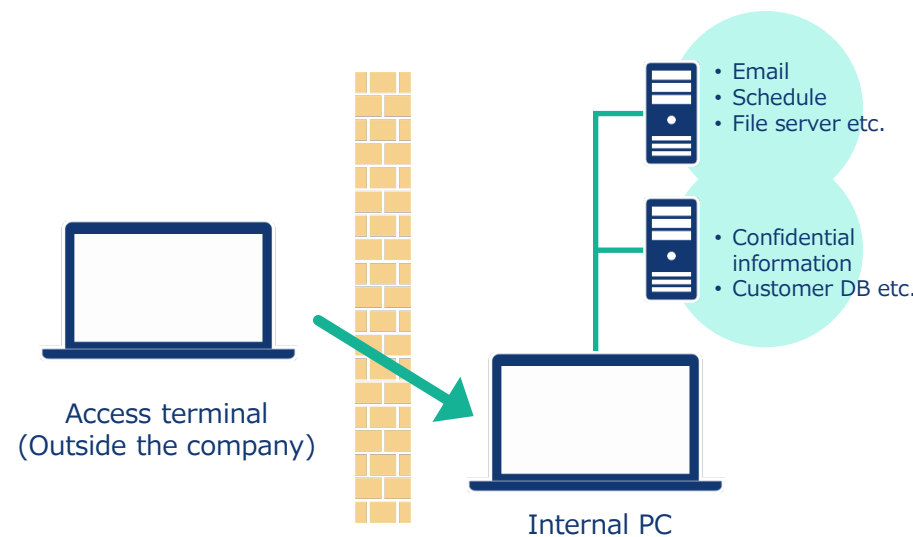 • Email
• Schedule
• File server etc.
• Confidential
information
• Customer DB etc.
Access terminal
(Outside the company)
Internal PC